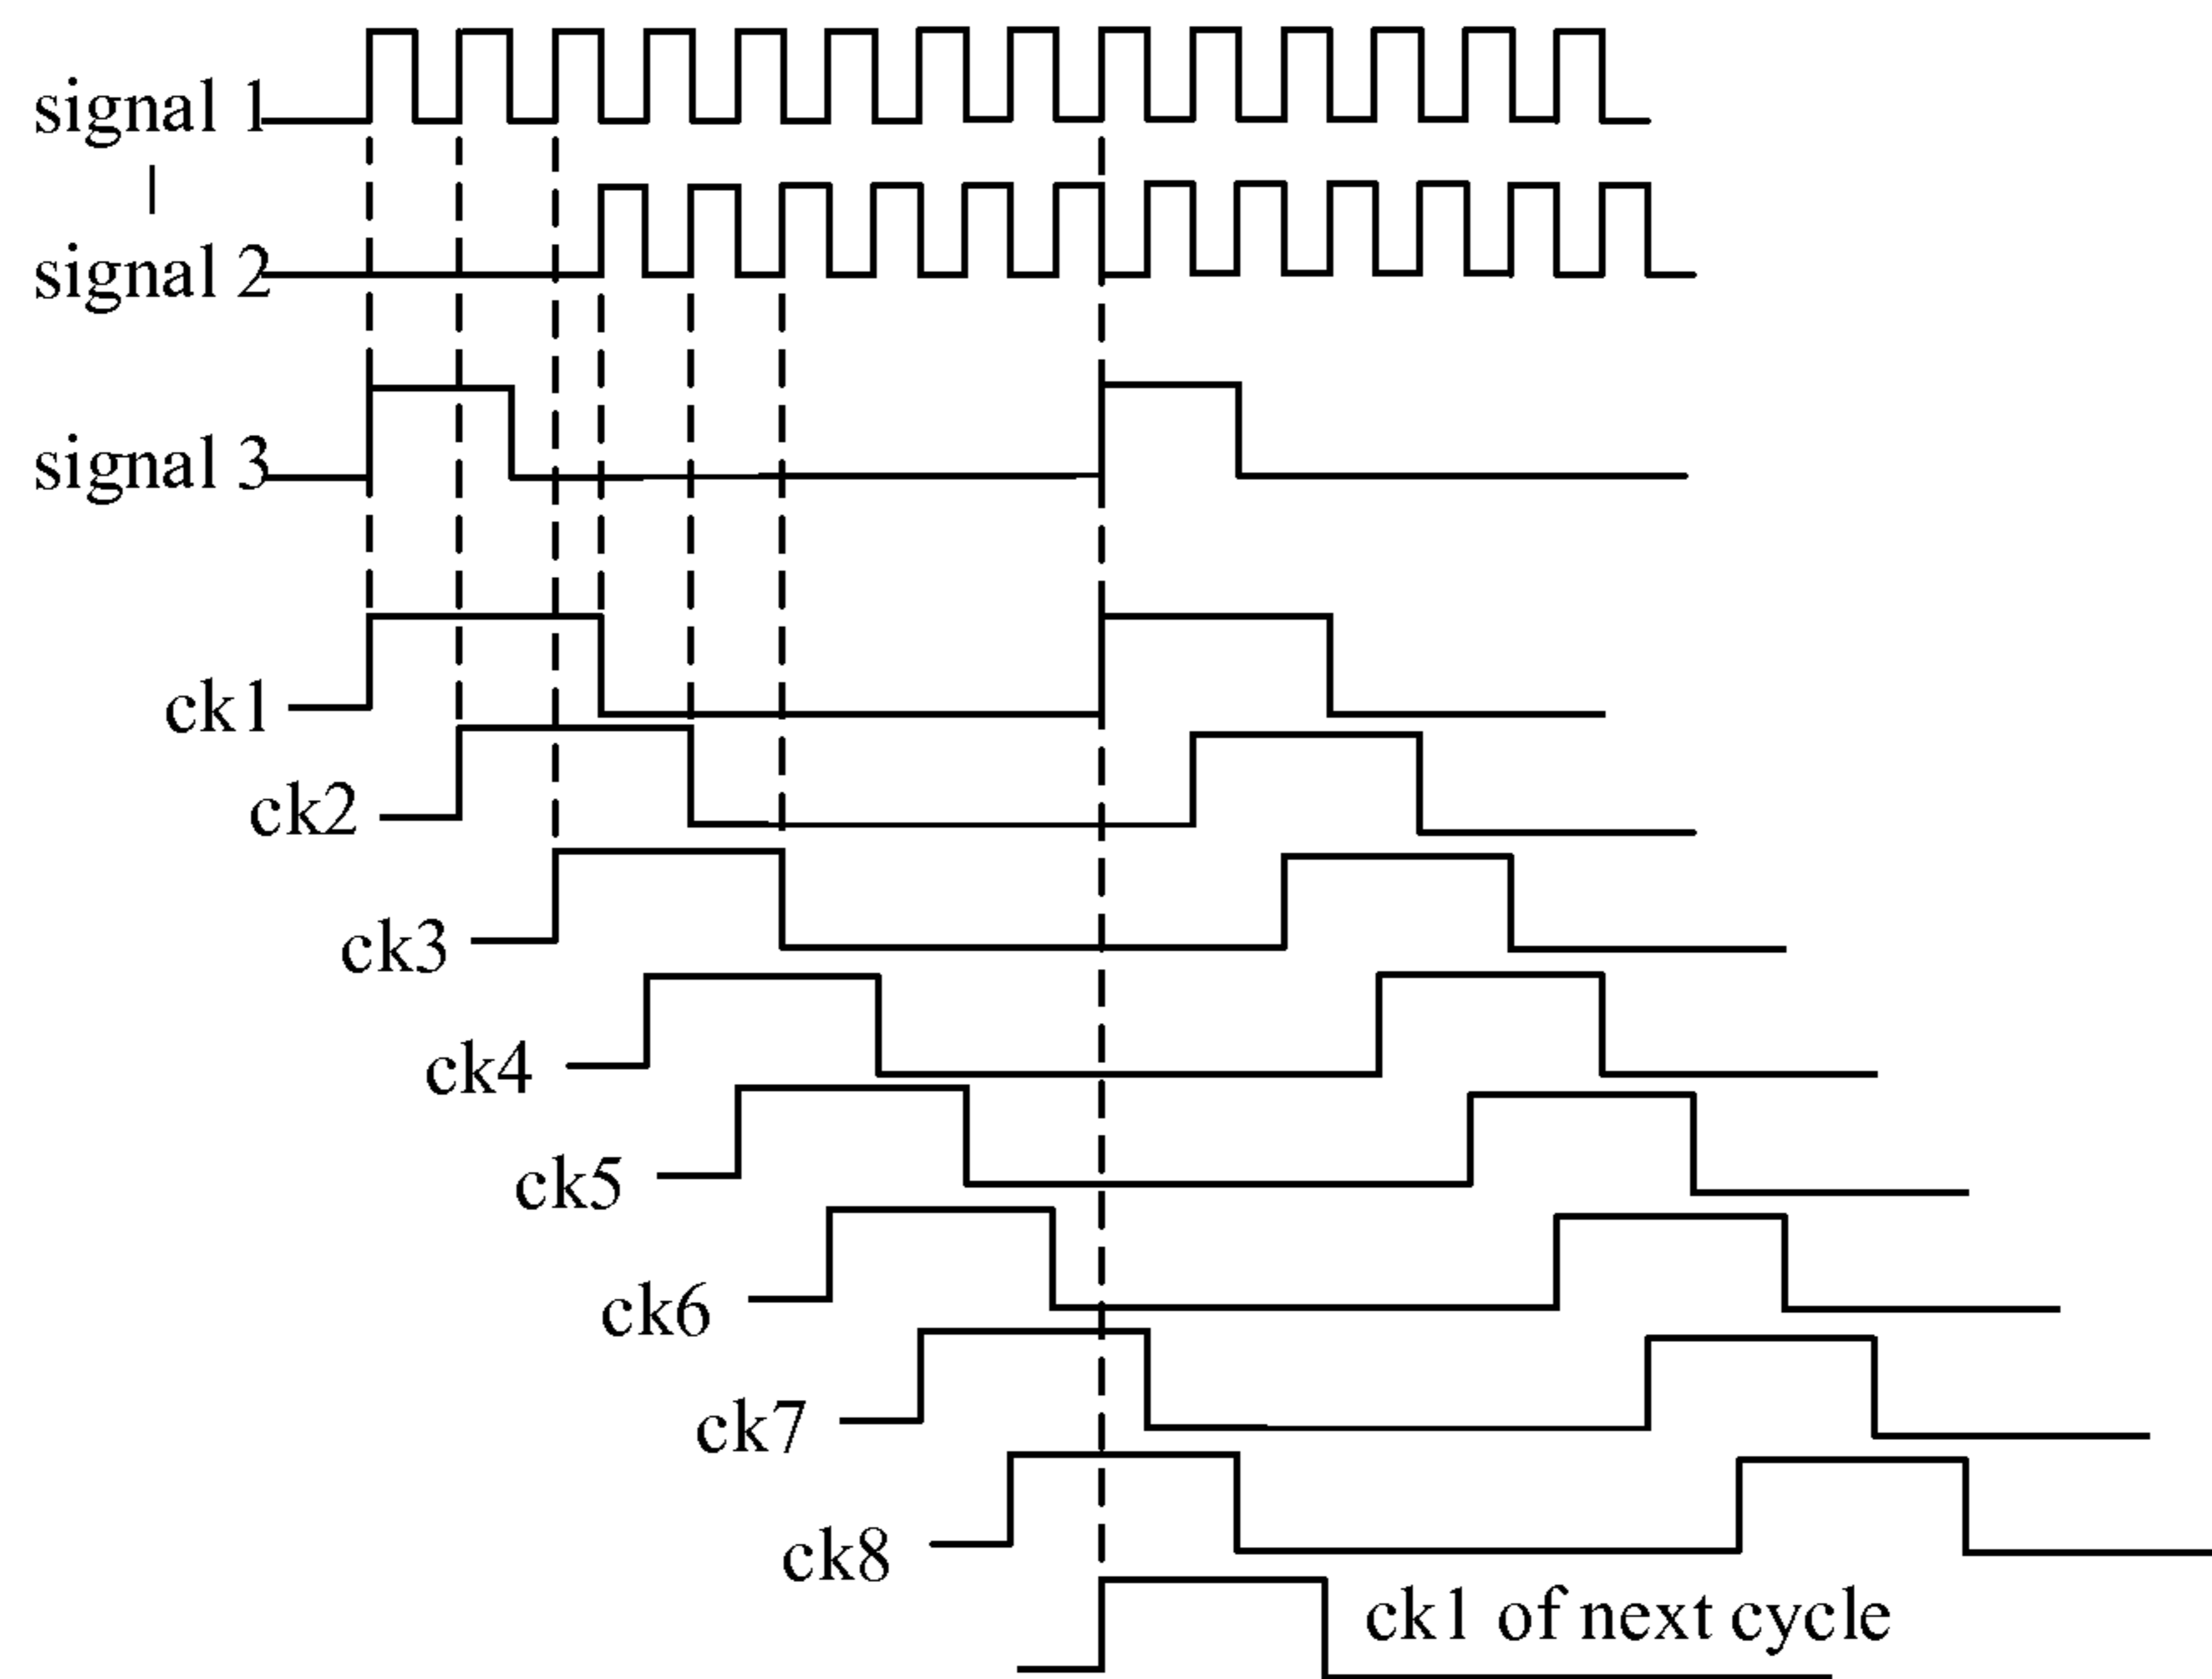 signal 1
signal 2
signal 3
ck1
ck2
ck3
ck4
ck5
ck6
ck7
ck8
ck1 of next cycle